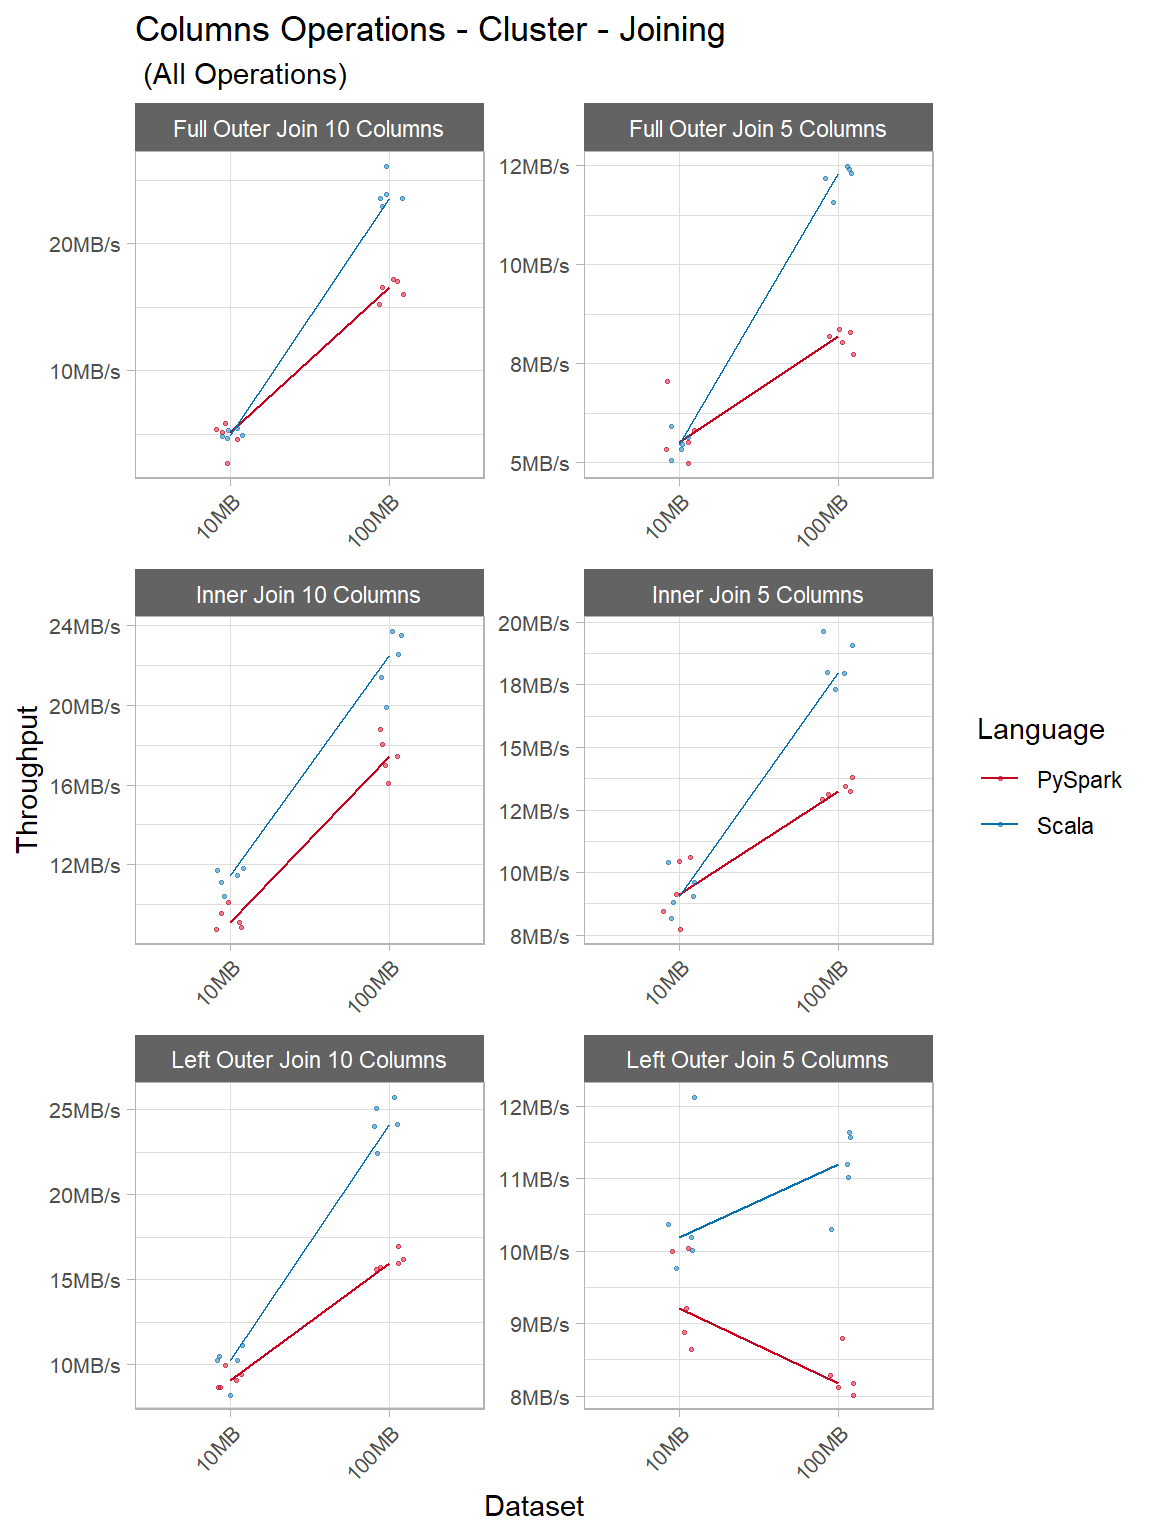 Columns Operations - Cluster - Joining
(All Operations)
Full Outer Join 10 Columns
20MB/s
10MB/s
10MB
100MB
Full Outer Join 5 Columns
12MB/s
10MB/s
8MB/s
5MB/s
10MB
100MB
Throughput
Inner Join 10 Columns
24MB/s
20MB/s
16MB/s
12MB/s
10MB
100MB
Inner Join 5 Columns
20MB/s
18MB/s
15MB/s
12MB/s
10MB/s
8MB/s
10MB
100MB
Language
PySpark
Scala
Left Outer Join 10 Columns
25MB/s
20MB/s
15MB/s
10MB/s
10MB
100MB
Left Outer Join 5 Columns
12MB/s
11MB/s
10MB/s
9MB/s
8MB/s
10MB
100MB
Dataset